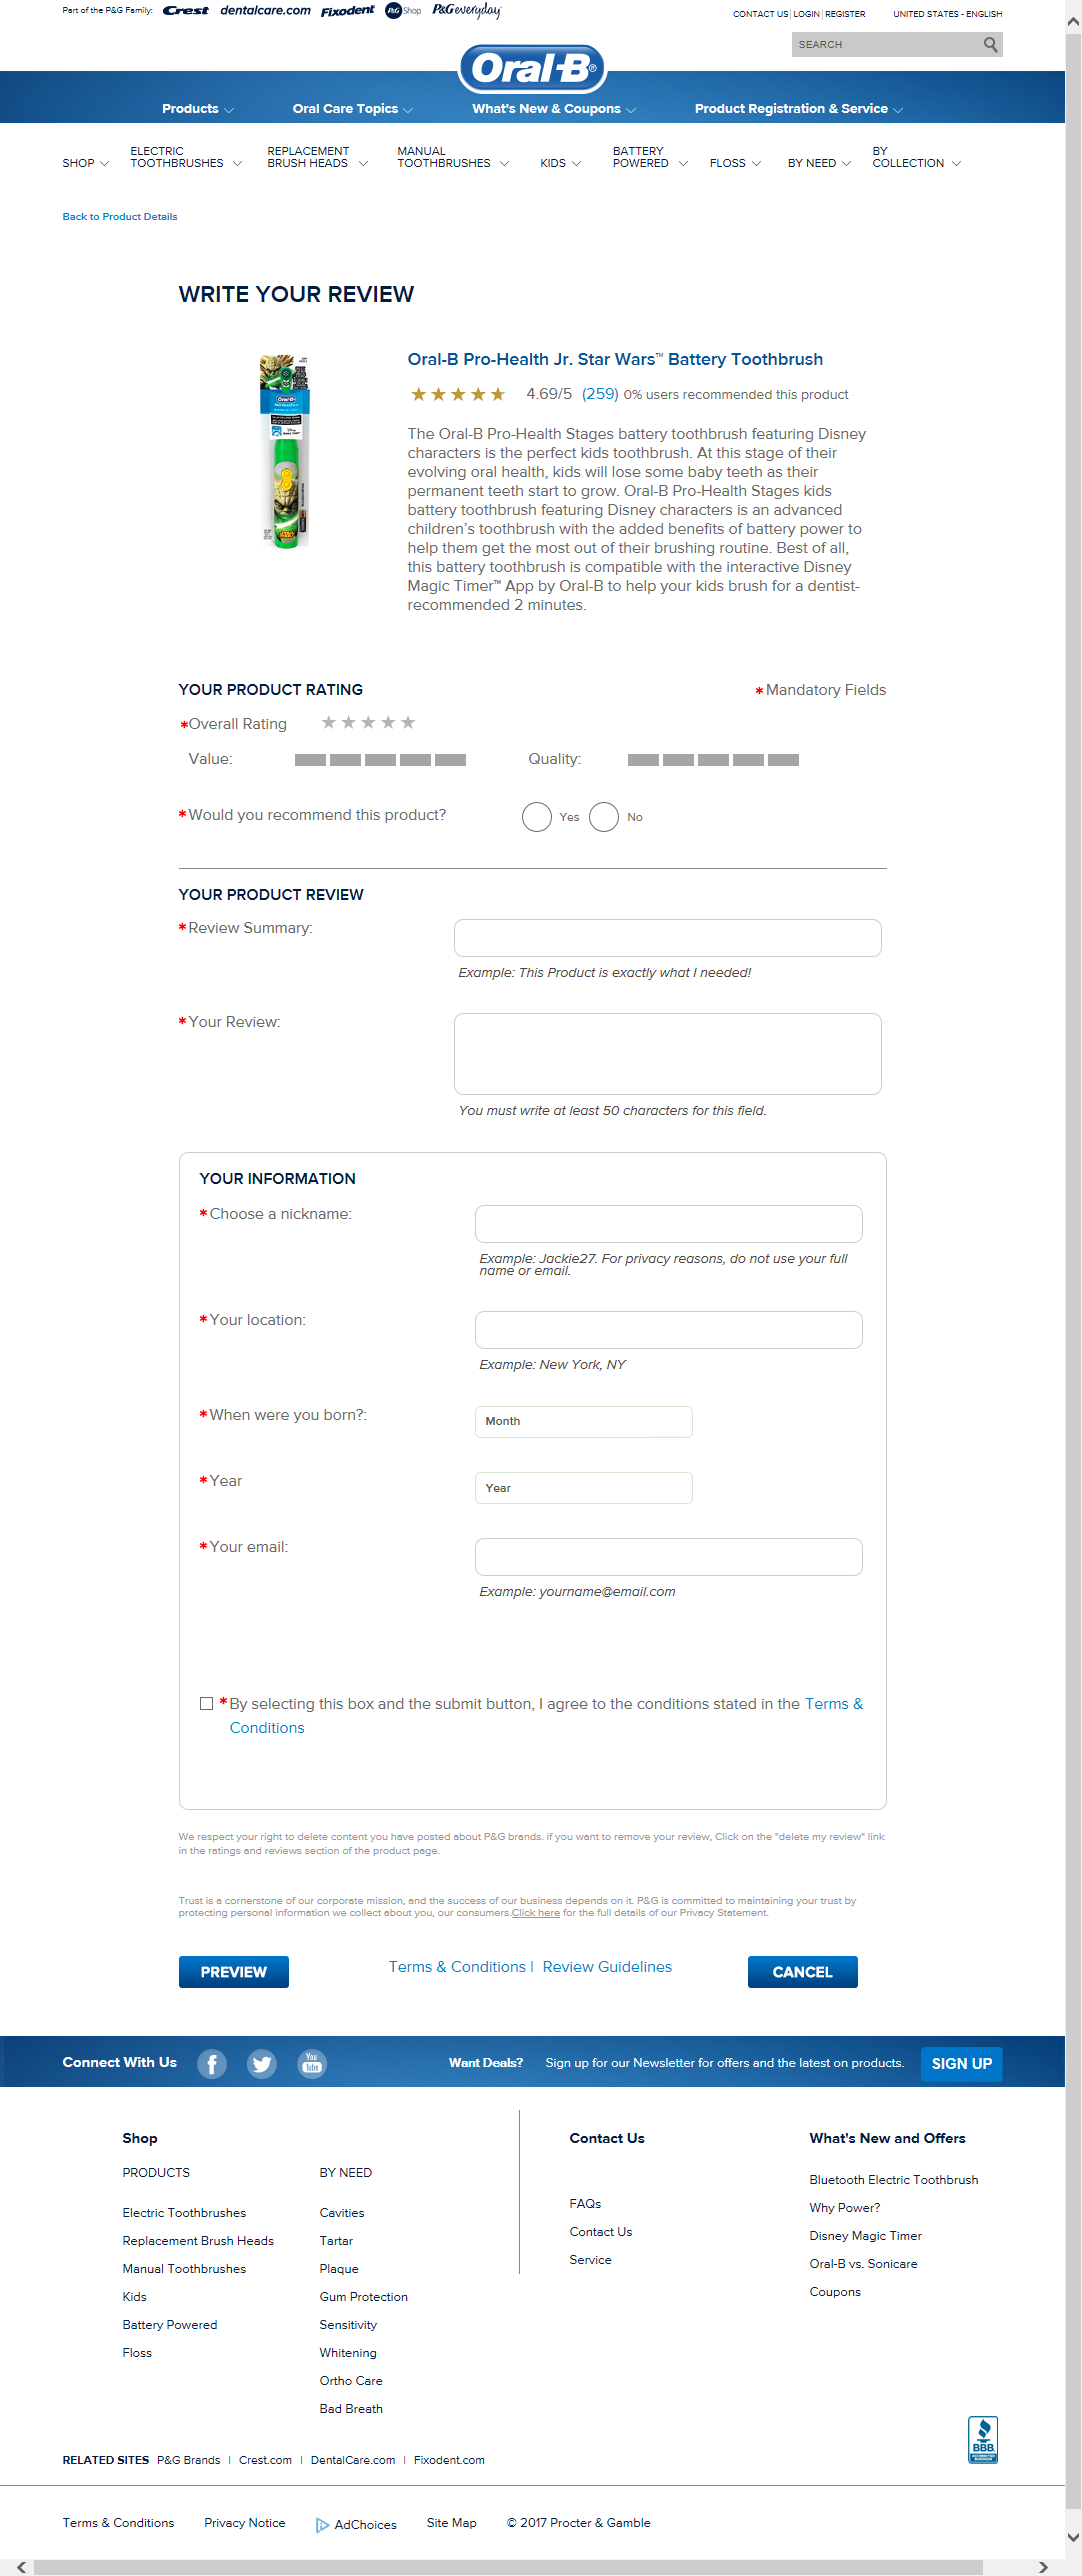 Part of the P&G Family: Crest dentalcare.com Fixodent P&G Shop P&G everyday
CONTACT US | LOGIN | REGISTER UNITED STATES - ENGLISH
SEARCH
Oral-B®
Products Oral Care Topics What's New & Coupons Product Registration & Service
SHOP ELECTRIC TOOTHBRUSHES REPLACEMENT BRUSH HEADS MANUAL TOOTHBRUSHES KIDS BATTERY POWERED FLOSS BY NEED BY COLLECTION
Back to Product Details
WRITE YOUR REVIEW
Oral-B Pro-Health Jr. Star Wars™ Battery Toothbrush
4.69/5 (259) 0% users recommended this product
The Oral-B Pro-Health Stages battery toothbrush featuring Disney
characters is the perfect kids toothbrush. At this stage of their
evolving oral health, kids will lose some baby teeth as their
permanent teeth start to grow. Oral-B Pro-Health Stages kids
battery toothbrush featuring Disney characters is an advanced
children's toothbrush with the added benefits of battery power to
help them get the most out of their brushing routine. Best of all,
this battery toothbrush is compatible with the interactive Disney
Magic Timer™ App by Oral-B to help your kids brush for a dentist-
recommended 2 minutes.
YOUR PRODUCT RATING *Mandatory Fields
*Overall Rating
Value: Quality:
*Would you recommend this product? Yes No
YOUR PRODUCT REVIEW
*Review Summary:
Example: This Product is exactly what I needed!
*Your Review:
You must write at least 50 characters for this field.
YOUR INFORMATION
*Choose a nickname:
Example: Jackie27. For privacy reasons, do not use your full
name or email.
*Your location:
Example: New York, NY
*When were you born?: Month
*Year Year
*Your email:
Example: yourname@email.com
*By selecting this box and the submit button, I agree to the conditions stated in the Terms &
Conditions
We respect your right to delete content you have posted about P&G brands. if you want to remove your review, Click on the "delete my review" link
in the ratings and reviews section of the product page.
Trust is a cornerstone of our corporate mission, and the success of our business depends on it. P&G is committed to maintaining your trust by
protecting personal information we collect about you, our consumers.Click here for the full details of our Privacy Statement.
PREVIEW Terms & Conditions | Review Guidelines CANCEL
Connect With Us You Tube Want Deals? Sign up for our Newsletter for offers and the latest on products. SIGN UP
Shop Contact Us What's New and Offers
PRODUCTS BY NEED
Bluetooth Electric Toothbrush
FAQs
Why Power?
Electric Toothbrushes Cavities
Contact Us
Disney Magic Timer
Replacement Brush Heads Tartar
Service
Oral-B vs. Sonicare
Manual Toothbrushes Plaque
Coupons
Kids Gum Protection
Battery Powered Sensitivity
Floss Whitening
Ortho Care
Bad Breath
BBB
ACCREDITED BUSINESS
RELATED SITES P&G Brands | Crest.com | DentalCare.com | Fixodent.com
Terms & Conditions Privacy Notice AdChoices Site Map © 2017 Procter & Gamble